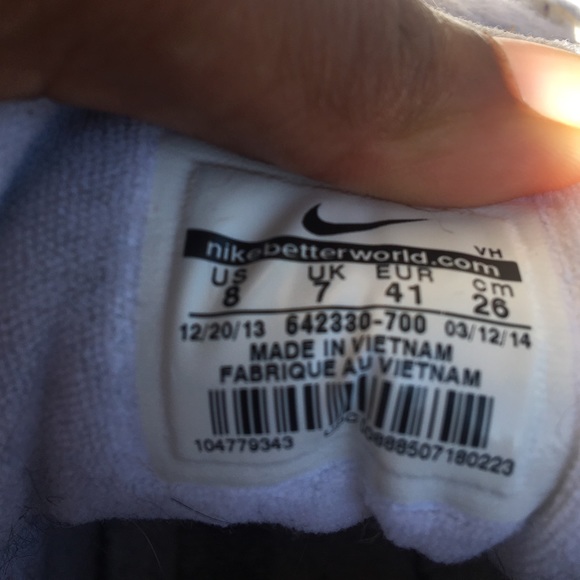 nikebetterworld.com
VH
US UK EUR cm
8 7 41 26
12/20/13 642330-700 03/12/14
MADE IN VIETNAM
FABRIQUE AU VIETNAM
104779343